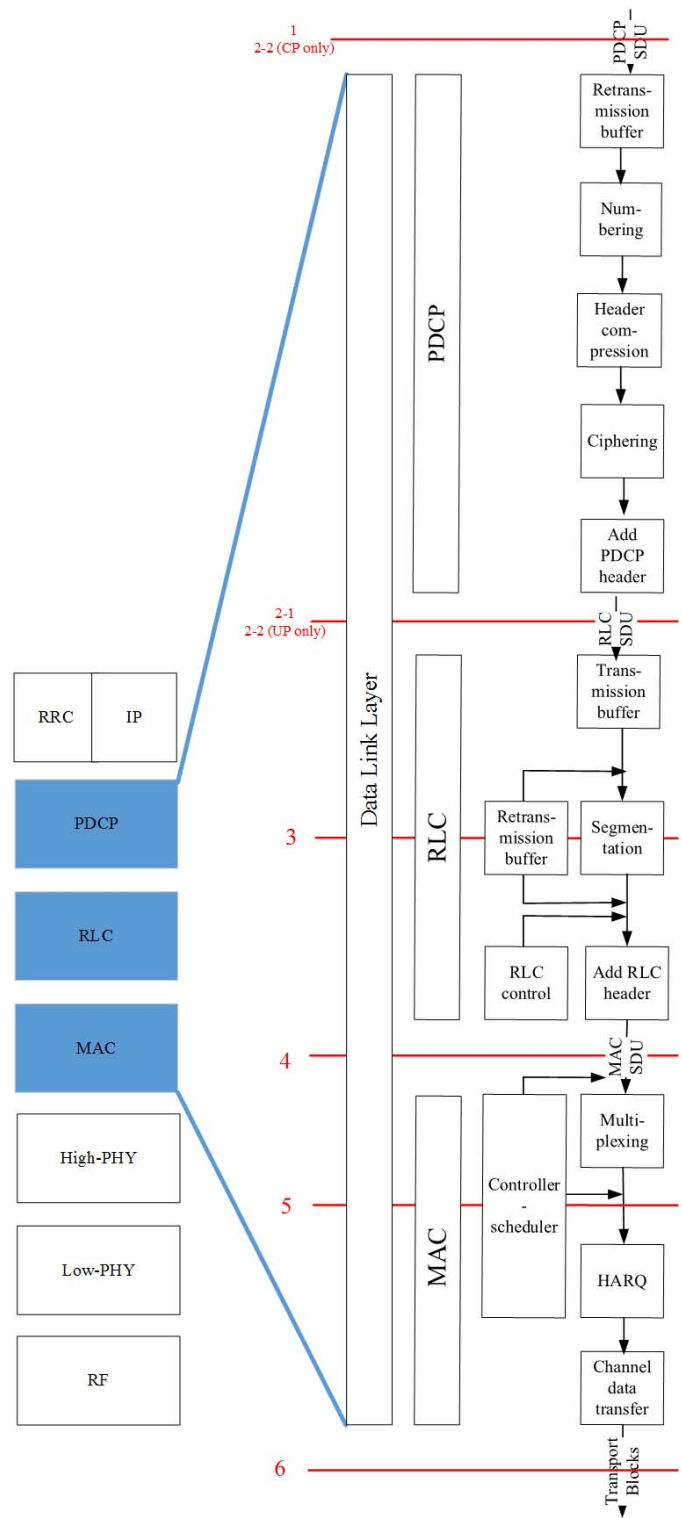 1
2-2 (CP only)
PDCP
SDU
Retrans-
mission
buffer
Num-
bering
Header
com-
pression
Ciphering
Add
PDCP
header
PDCP
2-1
2-2 (UP only)
RLC
SDU
Trans-
mission
buffer
Data Link Layer
RRC
IP
PDCP
RLC
MAC
High-PHY
Low-PHY
RF
RLC
3
Retrans-
mission
buffer
Segmen-
tation
RLC
control
Add RLC
header
4
MAC
SDU
MAC
Multi-
plexing
Controller
-
scheduler
5
HARQ
Channel
data
transfer
6
Transport
Blocks